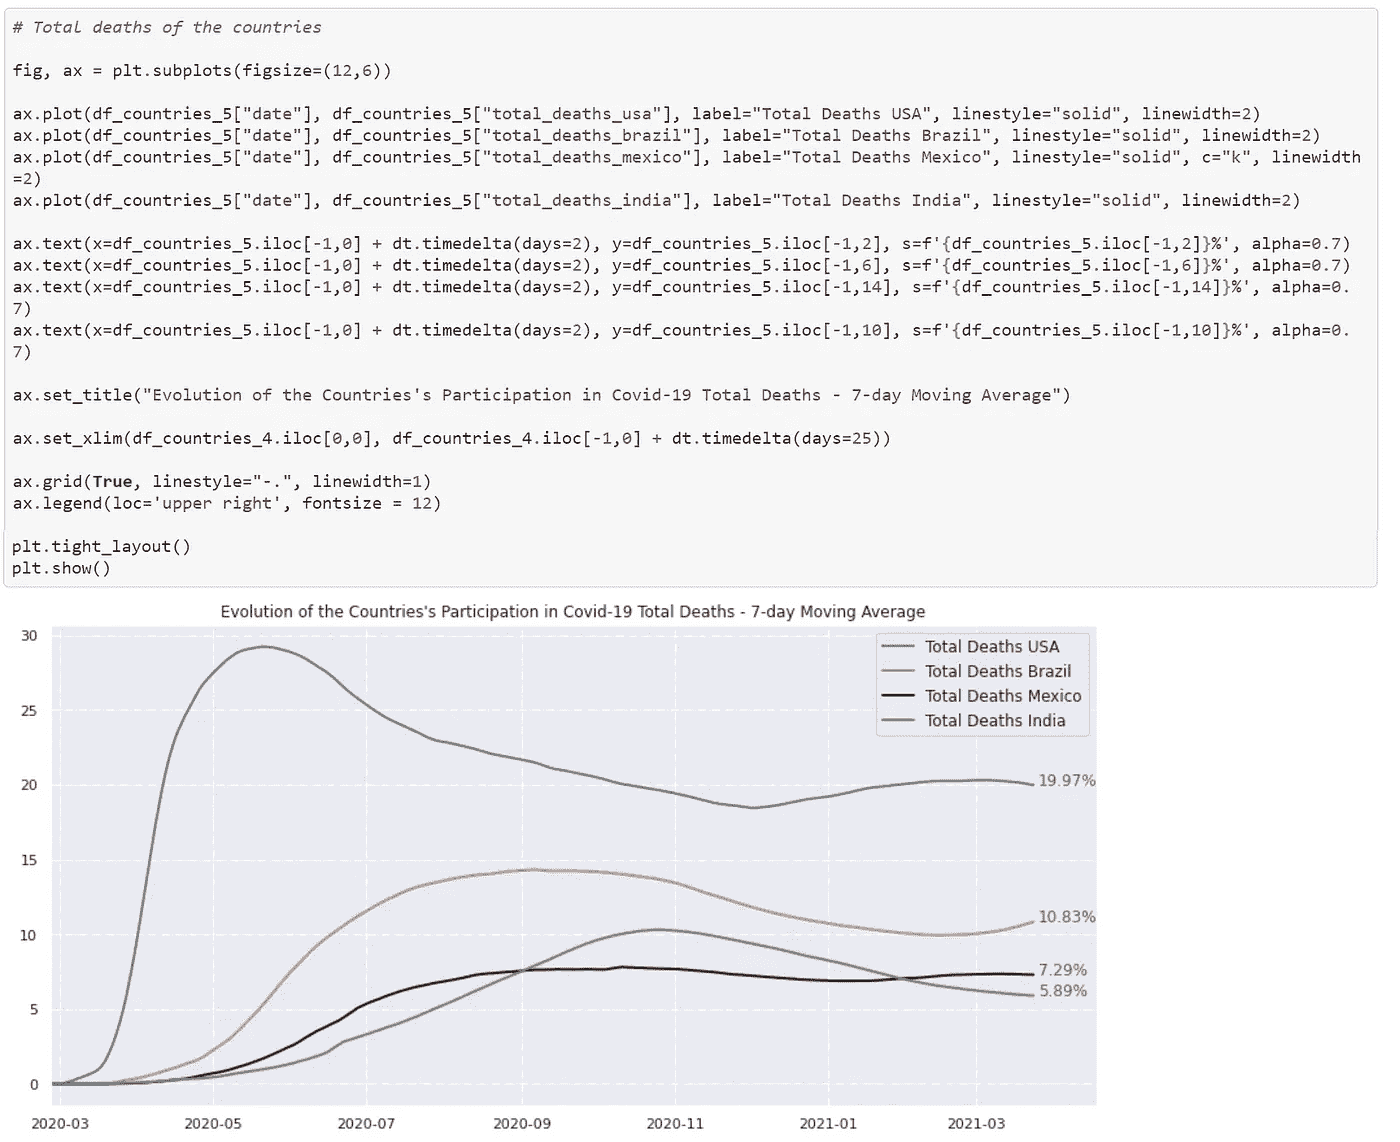 # Total deaths of the countries
fig, ax = plt.subplots(figsize=(12,6))
ax.plot(df_countries_5["date"], df_countries_5["total_deaths_usa"], label="Total Deaths USA", linestyle="solid", linewidth=2)
ax.plot(df_countries_5["date"], df_countries_5["total_deaths_brazil"], label="Total Deaths Brazil", linestyle="solid", linewidth=2)
ax.plot(df_countries_5["date"], df_countries_5["total_deaths_mexico"], label="Total Deaths Mexico", linestyle="solid", c="k", linewidth
=2)
ax.plot(df_countries_5["date"], df_countries_5["total_deaths_india"], label="Total Deaths India", linestyle="solid", linewidth=2)
ax.text(x=df_countries_5.iloc[-1,0] + dt.timedelta(days=2), y=df_countries_5.iloc[-1,2], s=f'{df_countries_5.iloc[-1,2]}%', alpha=0.7)
ax.text(x=df_countries_5.iloc[-1,0] + dt.timedelta(days=2), y=df_countries_5.iloc[-1,6], s=f'{df_countries_5.iloc[-1,6]}%', alpha=0.7)
ax.text(x=df_countries_5.iloc[-1,0] + dt.timedelta(days=2), y=df_countries_5.iloc[-1,14], s=f'{df_countries_5.iloc[-1,14]}%', alpha=0.
7)
ax.text(x=df_countries_5.iloc[-1,0] + dt.timedelta(days=2), y=df_countries_5.iloc[-1,10], s=f'{df_countries_5.iloc[-1,10]}%', alpha=0.
7)
ax.set_title("Evolution of the Countries's Participation in Covid-19 Total Deaths - 7-day Moving Average")
ax.set_xlim(df_countries_4.iloc[0,0], df_countries_4.iloc[-1,0] + dt.timedelta(days=25))
ax.grid(True, linestyle="-.", linewidth=1)
ax.legend(loc='upper right', fontsize = 12)
plt.tight_layout()
plt.show()
Evolution of the Countries's Participation in Covid-19 Total Deaths - 7-day Moving Average
30
25
20
15
10
5
0
Total Deaths USA
Total Deaths Brazil
Total Deaths Mexico
Total Deaths India
19.97%
10.83%
7.29%
5.89%
2020-03
2020-05
2020-07
2020-09
2020-11
2021-01
2021-03